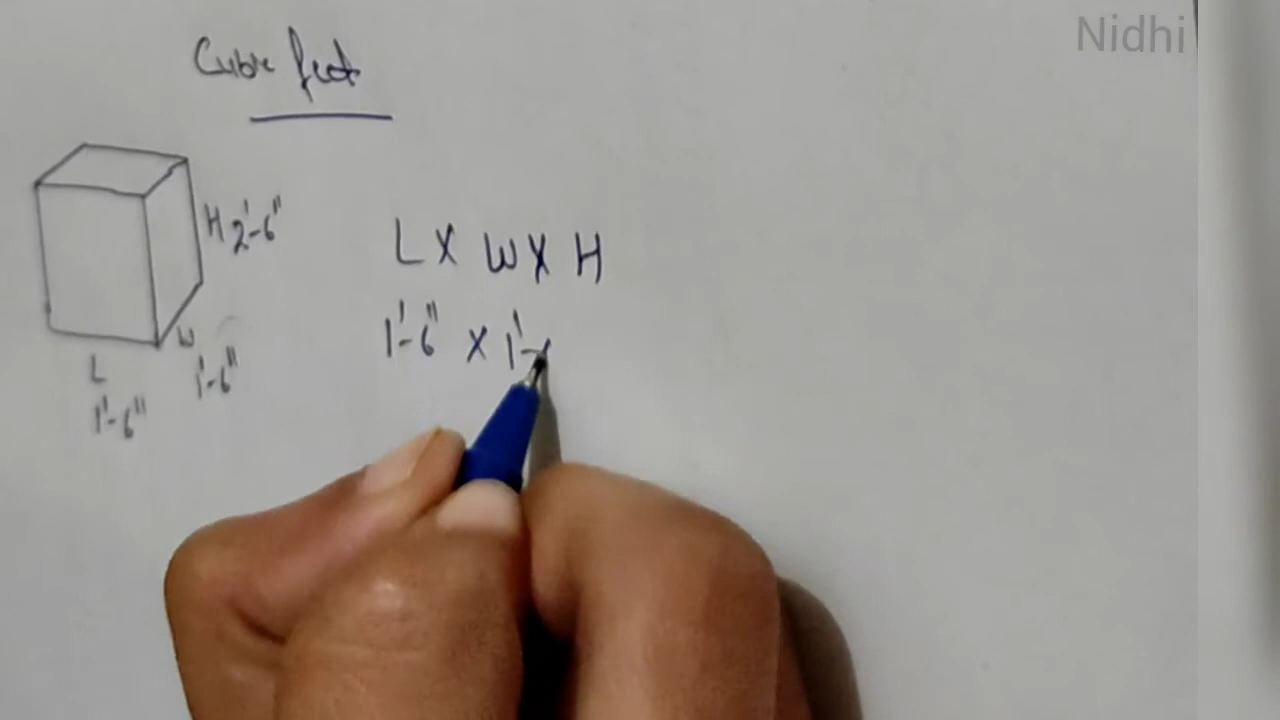 Nidhi
Cubic feet
H 2'-6"
L X W X H
W
1'-6" X 1'-
L
1'-6"
1'-6"